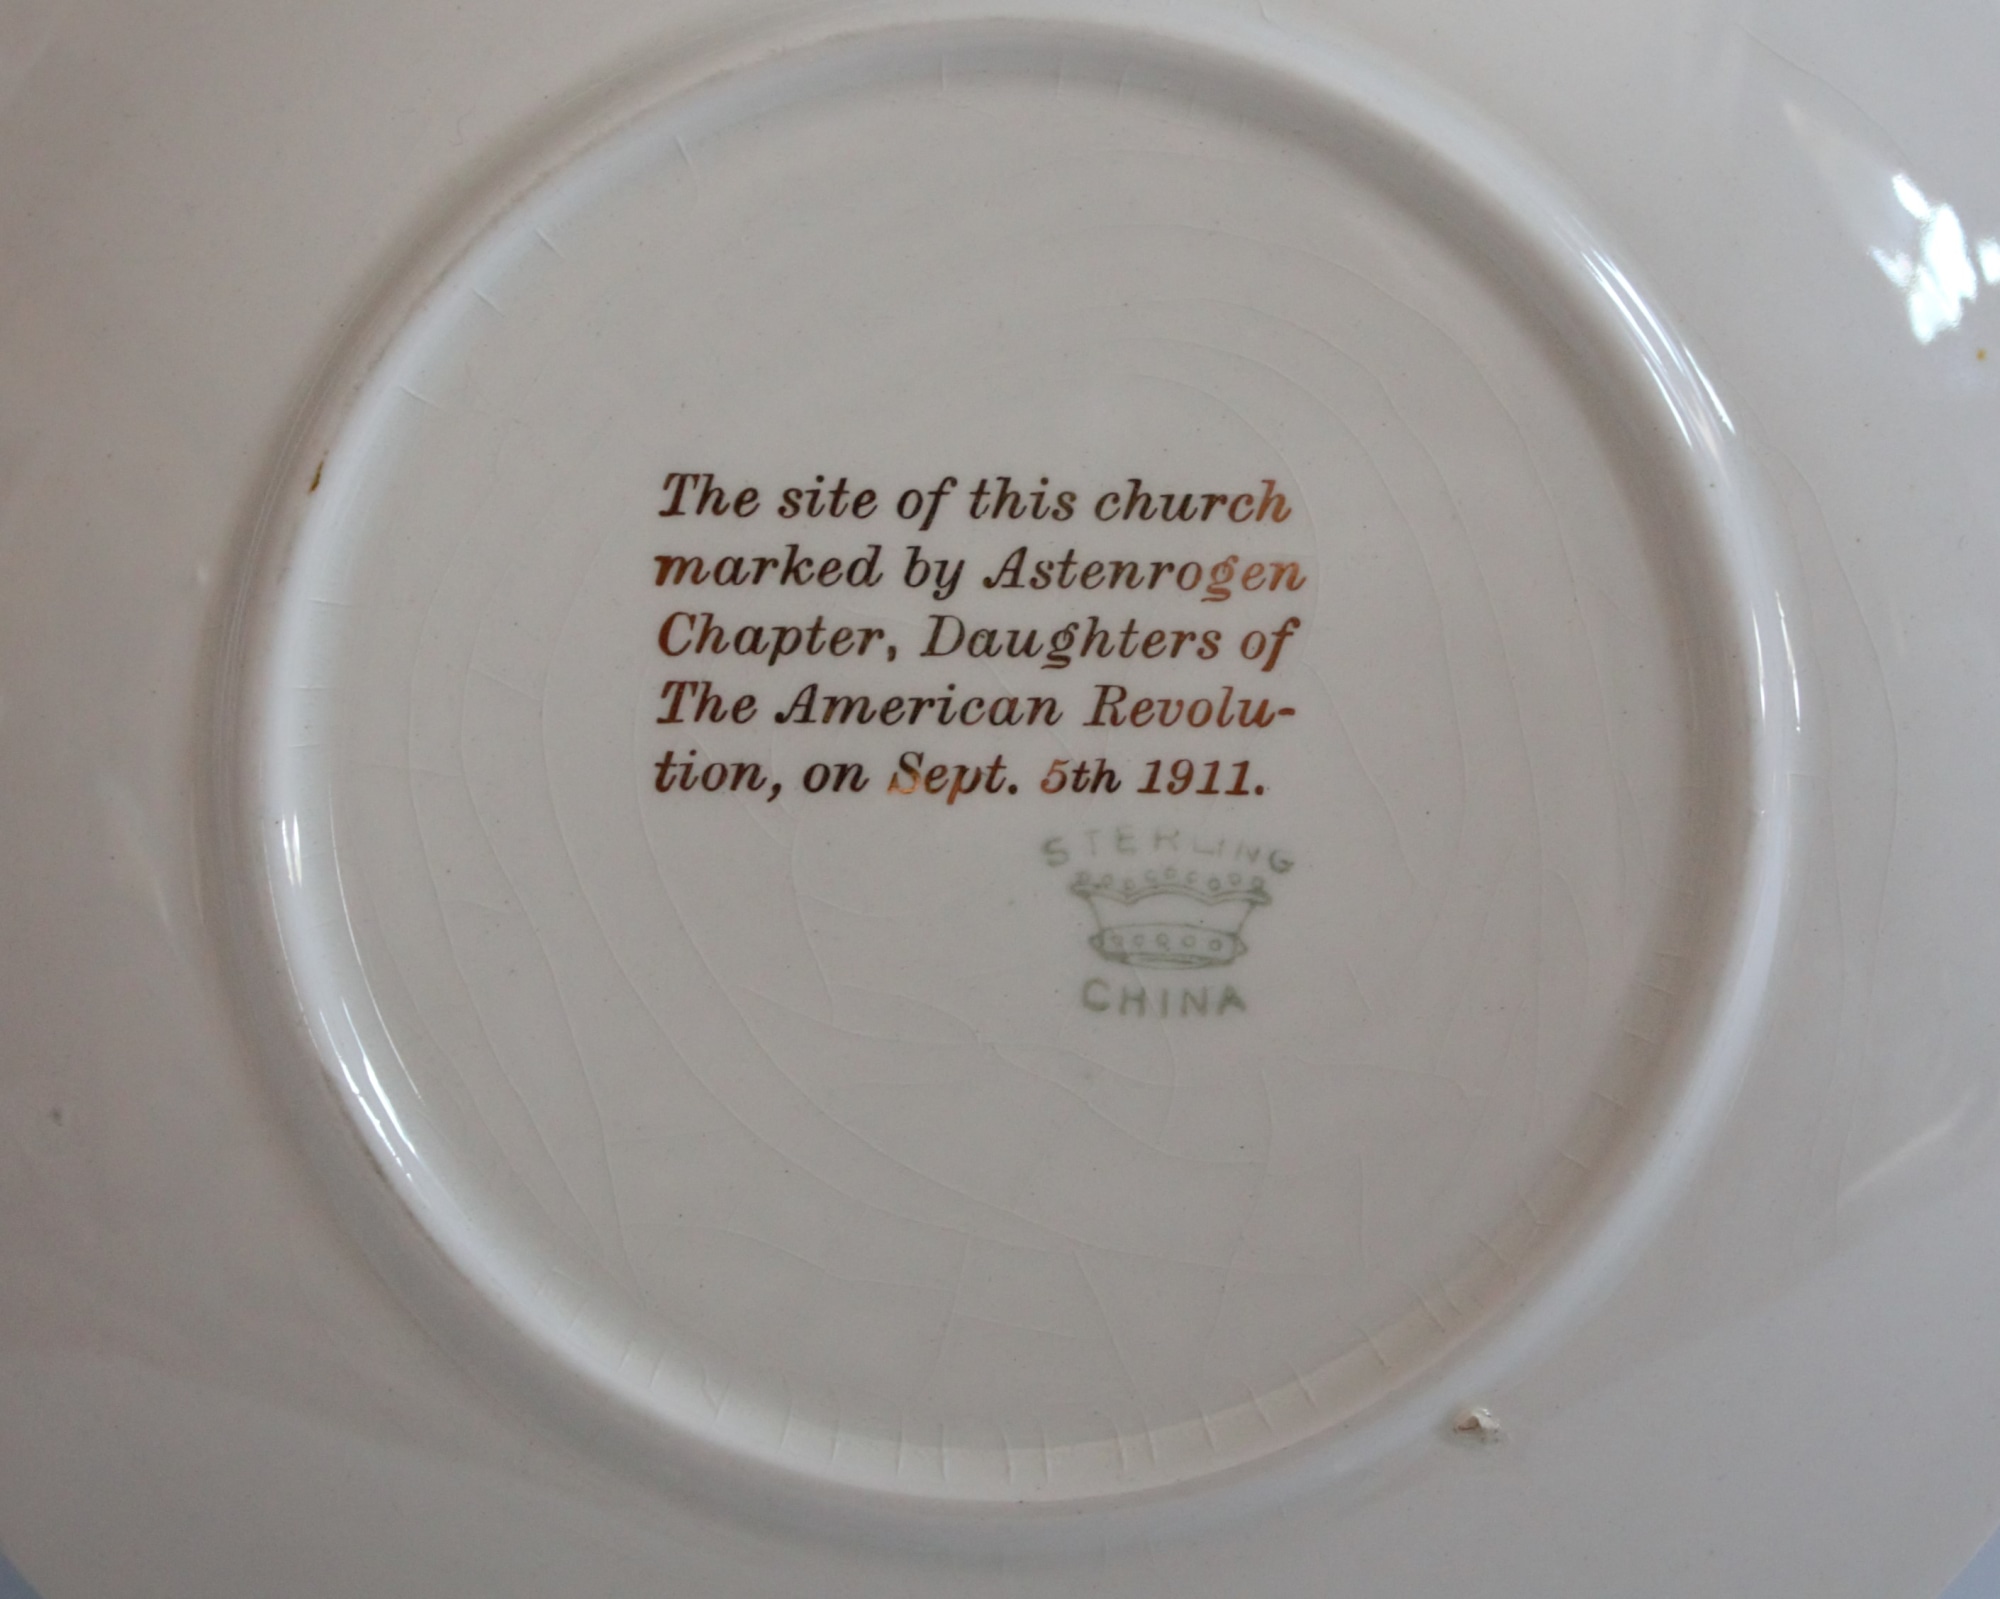 The site of this church
marked by Astenrogen
Chapter, Daughters of
The American Revolu-
tion, on Sept. 5th 1911.
STERLING
CHINA